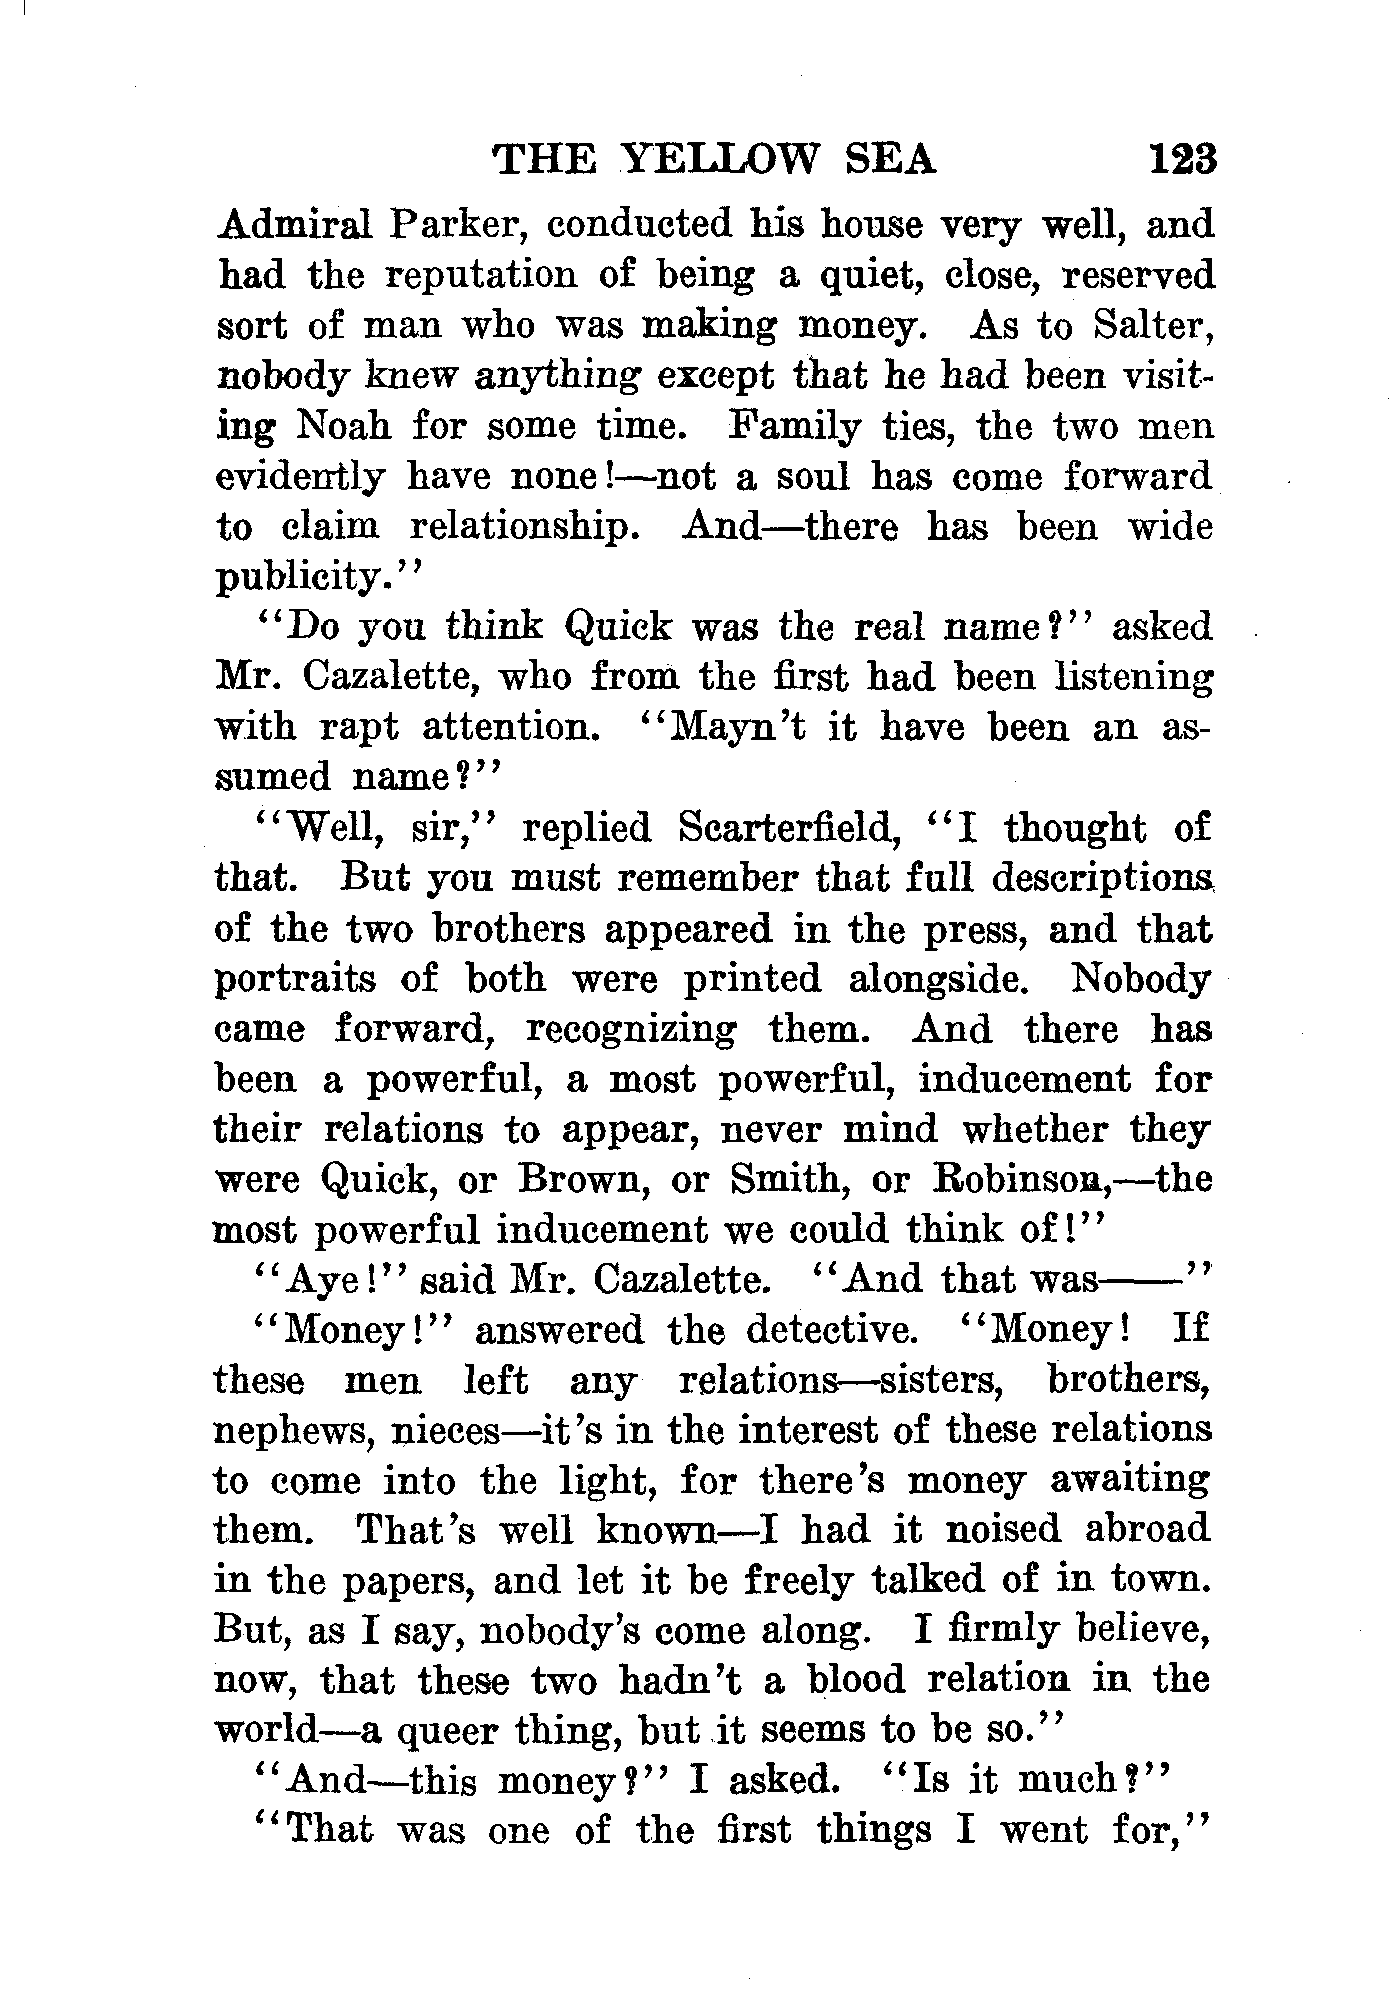 THE YELLOW SEA 123
Admiral Parker, conducted his house very well, and
had the reputation of being a quiet, close, reserved
sort of man who was making money. As to Salter,
nobody knew anything except that he had been visit-
ing Noah for some time. Family ties, the two men
evidently have none!—not a soul has come forward
to claim relationship. And—there has been wide
publicity."
"Do you think Quick was the real name?" asked
Mr. Cazalette, who from the first had been listening
with rapt attention. "Mayn't it have been an as-
sumed name?"
"Well, sir," replied Scarterfield, "I thought of
that. But you must remember that full descriptions
of the two brothers appeared in the press, and that
portraits of both were printed alongside. Nobody
came forward, recognizing them. And there has
been a powerful, a most powerful, inducement for
their relations to appear, never mind whether they
were Quick, or Brown, or Smith, or Robinson,—the
most powerful inducement we could think of!"
"Aye!" said Mr. Cazalette. "And that was——"
"Money!" answered the detective. "Money! If
these men left any relations—sisters, brothers,
nephews, nieces—it's in the interest of these relations
to come into the light, for there's money awaiting
them. That's well known—I had it noised abroad
in the papers, and let it be freely talked of in town.
But, as I say, nobody's come along. I firmly believe,
now, that these two hadn't a blood relation in the
world—a queer thing, but it seems to be so."
"And—this money?" I asked. "Is it much?"
"That was one of the first things I went for,"